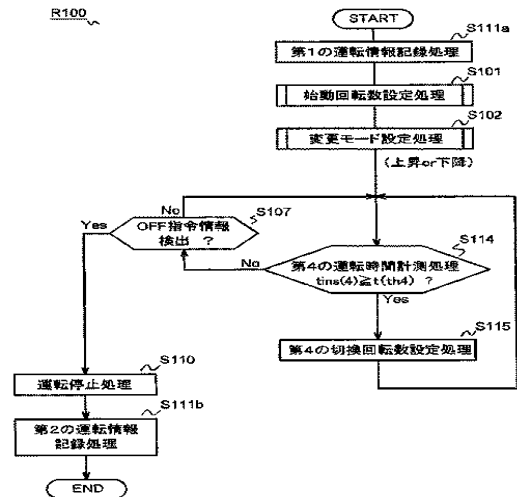 R100
START
S111a
第1の運転情報記録処理
S101
始動回転数設定処理
S102
変更モード設定処理
(上昇or下降)
No
S107
Yes
OFF指令情報
検出 ?
S114
No
第4の運転時間計測処理
tins(4)≧t(th4) ?
Yes
S115
第4の切換回転数設定処理
S110
運転停止処理
S111b
第2の運転情報
記録処理
END